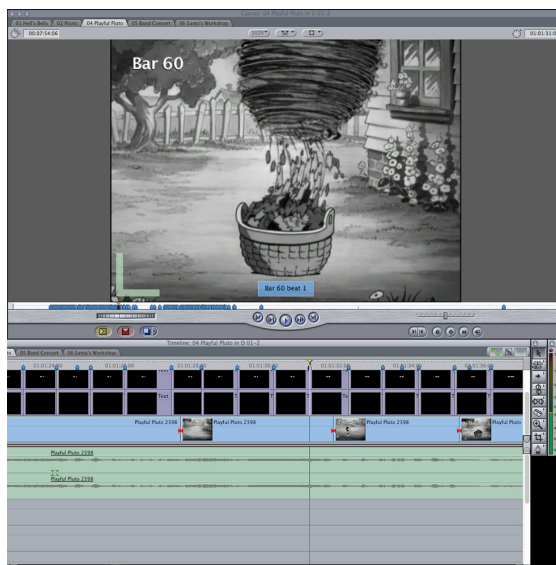 Canvas: 04 Playful Pluto in D 01-2
01 Hell's Bells
02 Picnic
04 Playful Pluto
05 Band Concert
06 Santa's Workshop
00:07:54:06
01:01:31:0
Bar 60
Bar 60 beat 1
Timeline: 04 Playful Pluto in D 01-2
05 Band Concert
06 Santa's Workshop
Text
Playful Pluto 2398
Playful Pluto 2398
Playful Pluto 2398
Playful Pluto
Playful Pluto 2398
Playful Pluto 2398